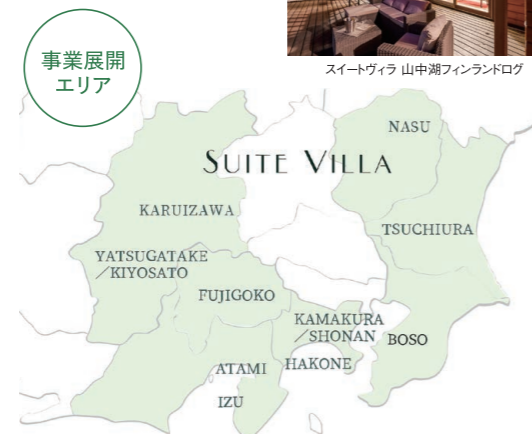 スイートヴィラ 山中湖フィンランドログ
事業展開
エリア
NASU
SUITE VILLA
KARUIZAWA
TSUCHIURA
YATSUGATAKE
／KIYOSATO
FUJIGOKO
KAMAKURA
／SHONAN
BOSO
ATAMI
HAKONE
IZU